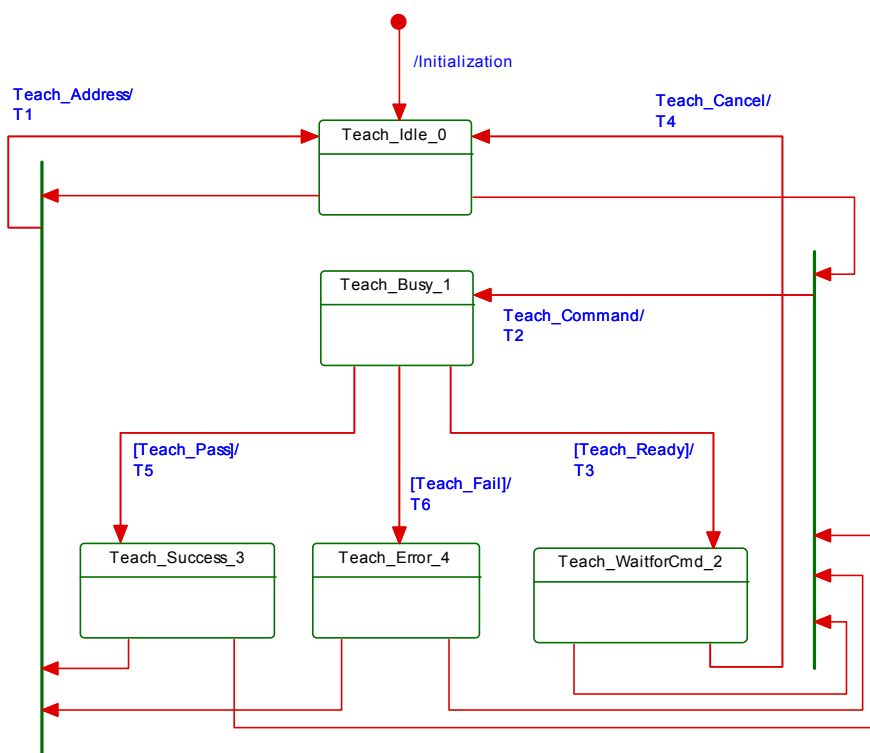 /Initialization
Teach_Address/
T1
Teach_Cancel/
T4
Teach_Idle_0
Teach_Busy_1
Teach_Command/
T2
[Teach_Pass]/
T5
[Teach_Ready]/
T3
[Teach_Fail]/
T6
Teach_Success_3
Teach_Error_4
Teach_WaitforCmd_2